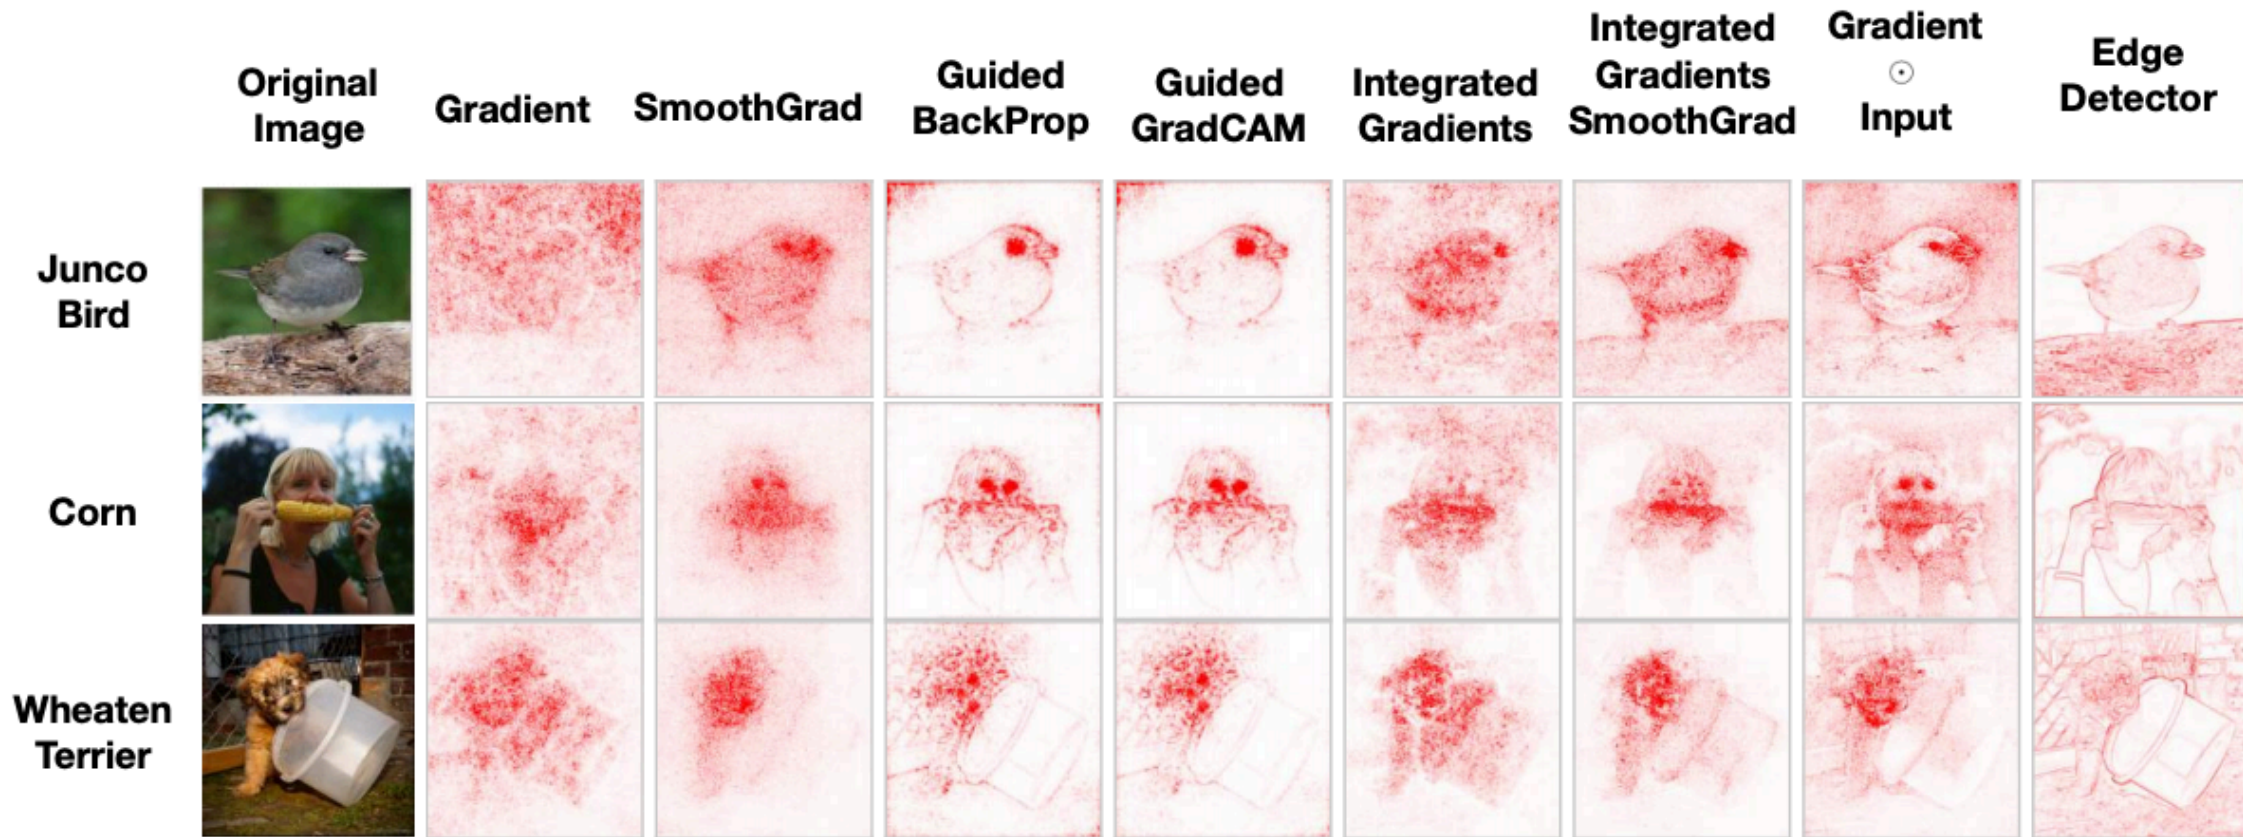 Original
Image
Gradient
SmoothGrad
Guided
BackProp
Guided
GradCAM
Integrated
Gradients
Integrated
Gradients
SmoothGrad
Gradient
⊙
Input
Edge
Detector
Junco
Bird
Corn
Wheaten
Terrier